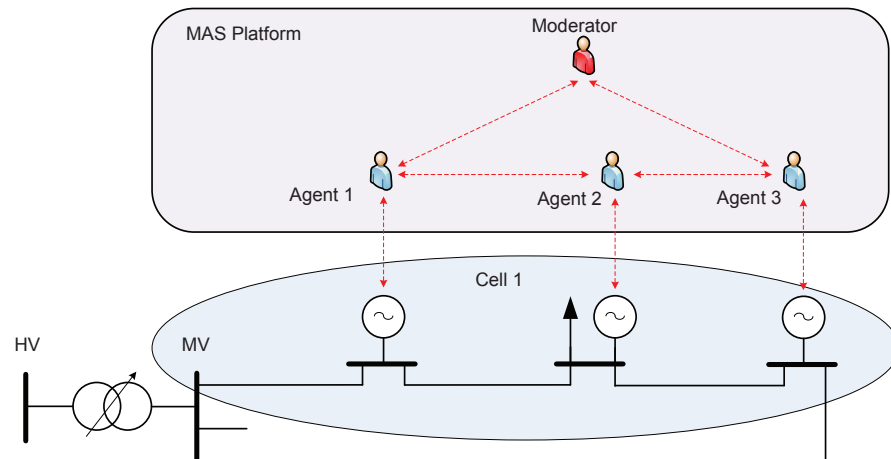 Moderator
MAS Platform
Agent 1
Agent 2
Agent 3
Cell 1
HV
MV